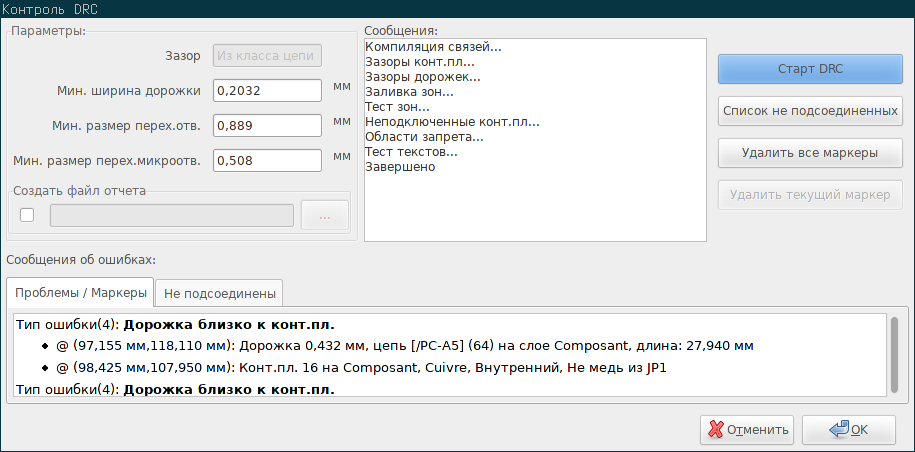 Контроль DRC
Параметры:
Зазор
Из класса цепи
Мин. ширина дорожки
0,2032
мм
Мин. размер перех.отв.
0,889
мм
Мин. размер перех.микроотв.
0,508
мм
Создать файл отчета
...
Сообщения:
Компиляция связей...
Зазоры конт.пл...
Зазоры дорожек...
Заливка зон...
Тест зон...
Неподключенные конт.пл...
Области запрета...
Тест текстов...
Завершено
Старт DRC
Список не подсоединенных
Удалить все маркеры
Удалить текущий маркер
Сообщения об ошибках:
Проблемы / Маркеры
Не подсоединены
Тип ошибки(4): Дорожка близко к конт.пл.
@ (97,155 мм,118,110 мм): Дорожка 0,432 мм, цепь [/PC-A5] (64) на слое Composant, длина: 27,940 мм
@ (98,425 мм,107,950 мм): Конт.пл. 16 на Composant, Cuivre, Внутренний, Не медь из JP1
Тип ошибки(4): Дорожка близко к конт.пл.
Отменить
OK